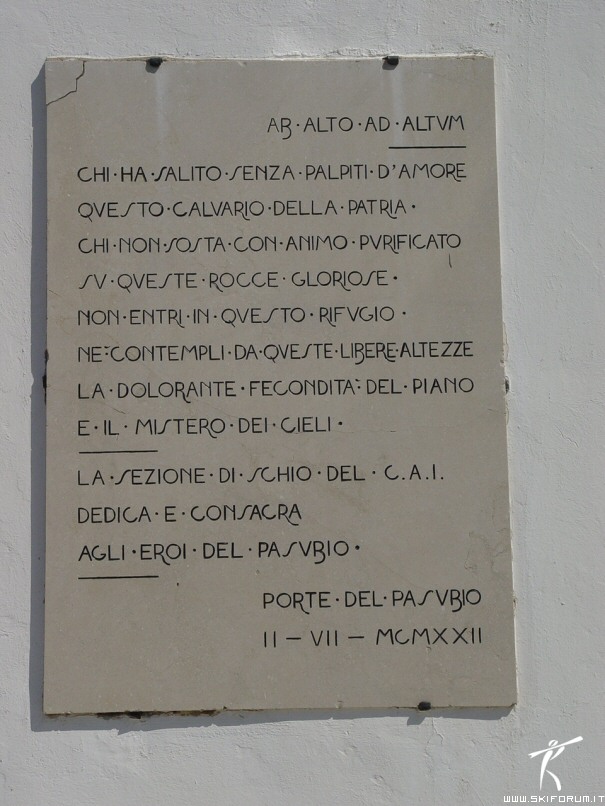 AB·ALTO·AD·ALTVM
CHI·HA·SALITO·SENZA·PALPITI·D'AMORE
QVESTO·CALVARIO·DELLA·PATRIA·
CHI·NON·SOSTA·CON·ANIMO·PVRIFICATO
SV·QVESTE·ROCCE·GLORIOSE·
NON·ENTRI·IN·QVESTO·RIFVGIO·
NE'·CONTEMPLI·DA·QVESTE·LIBERE·ALTEZZE
LA·DOLORANTE·FECONDITA'·DEL·PIANO
E·IL·MISTERO·DEI·CIELI·
LA·SEZIONE·DI·SCHIO·DEL·C.A.I.
DEDICA·E·CONSACRA
AGLI·EROI·DEL·PASVBIO·
PORTE·DEL·PASVBIO
II–VII–MCMXXII
WWW.SKIFORUM.IT